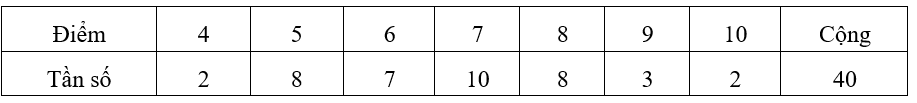 Điểm 4 5 6 7 8 9 10 Cộng
Tần số 2 8 7 10 8 3 2 40